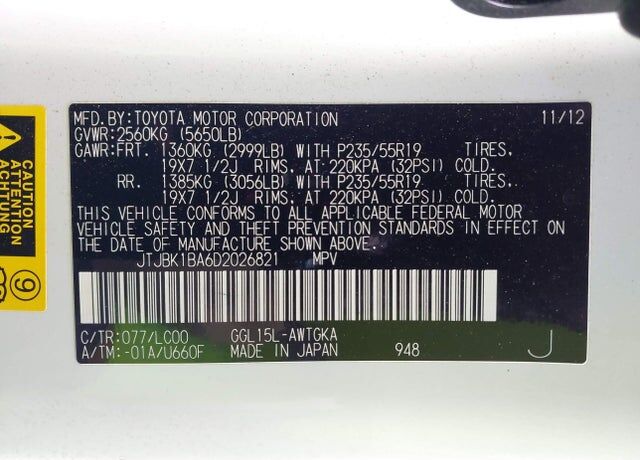 MFD.BY:TOYOTA MOTOR CORPORATION 11/12
GVWR:2560KG (5650LB)
GAWR:FRT. 1360KG (2999LB) WITH P235/55R19 TIRES,
19X7 1/2J RIMS, AT 220KPA (32PSI) COLD.
RR. 1385KG (3056LB) WITH P235/55R19 TIRES,
19X7 1/2J RIMS, AT 220KPA (32PSI) COLD.
THIS VEHICLE CONFORMS TO ALL APPLICABLE FEDERAL MOTOR
VEHICLE SAFETY AND THEFT PREVENTION STANDARDS IN EFFECT ON
THE DATE OF MANUFACTURE SHOWN ABOVE.
JTJBK1BA6D2026821 MPV
C/TR:077/LC00 GGL15L-AWTGKA
A/TM:-01A/U660F MADE IN JAPAN 948 J
CAUTION
ATTENTION
ACHTUNG
9